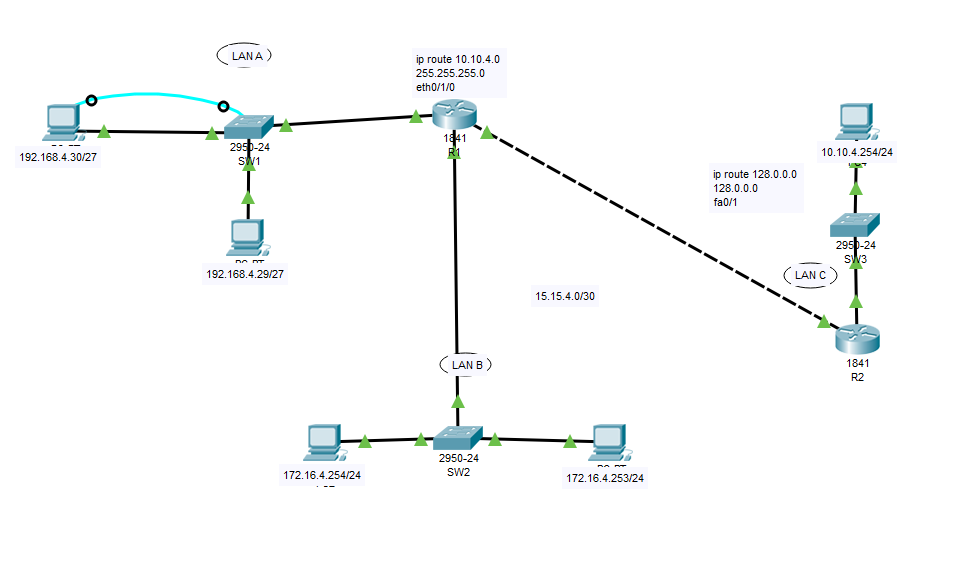 LAN A
ip route 10.10.4.0
255.255.255.0
eth0/1/0
1841
R1
192.168.4.30/27
2950-24
SW1
10.10.4.254/24
ip route 128.0.0.0
128.0.0.0
fa0/1
2950-24
SW3
192.168.4.29/27
LAN C
15.15.4.0/30
1841
R2
LAN B
2950-24
SW2
172.16.4.254/24
172.16.4.253/24